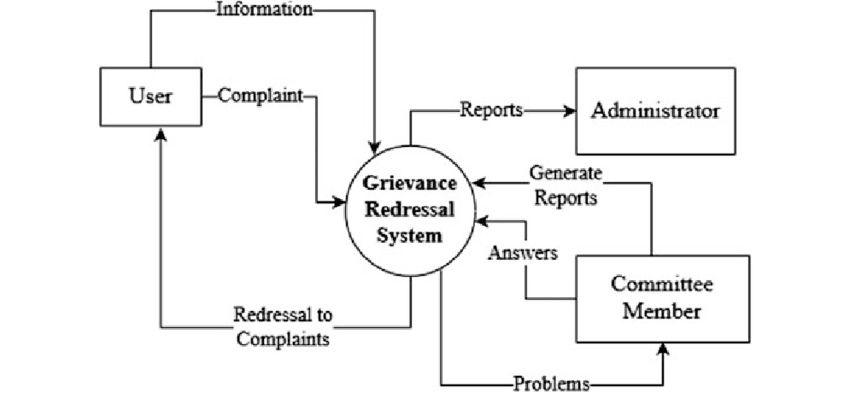 Information
User
Complaint
Reports
Administrator
Grievance
Redressal
System
Generate
Reports
Answers
Committee
Member
Redressal to
Complaints
Problems